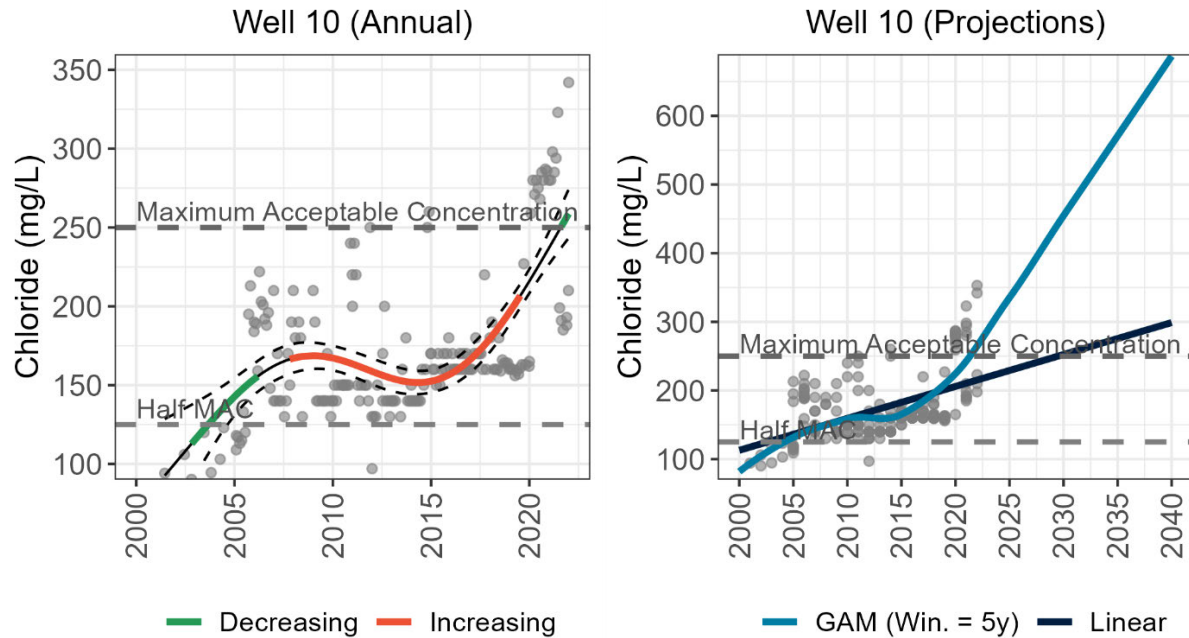 Well 10 (Annual)
Chloride (mg/L)
350
300
250
200
150
100
Maximum Acceptable Concentration
Half MAC
2000
2005
2010
2015
2020
Decreasing
Increasing
Well 10 (Projections)
Chloride (mg/L)
600
500
400
300
200
100
Maximum Acceptable Concentration
Half MAC
2000
2005
2010
2015
2020
2025
2030
2035
2040
GAM (Win. = 5y)
Linear